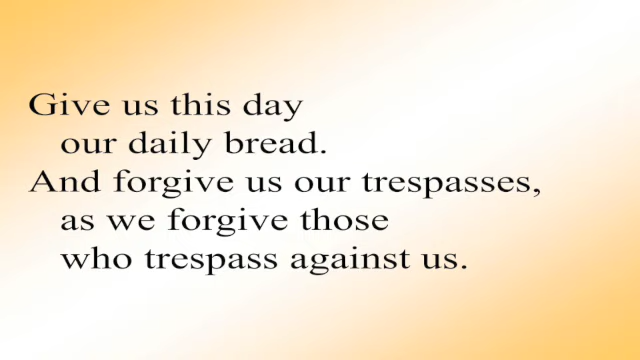 Give us this day
our daily bread.
And forgive us our trespasses,
as we forgive those
who trespass against us.